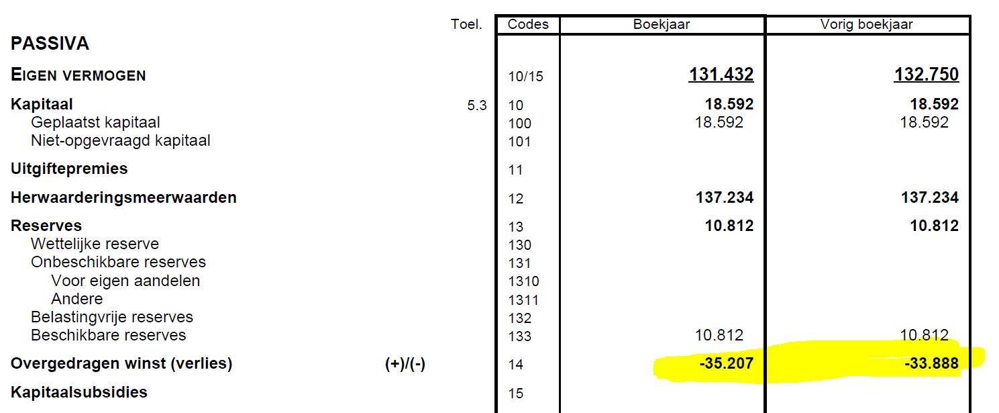 Toel. Codes Boekjaar Vorig boekjaar
PASSIVA
EIGEN VERMOGEN 10/15 131.432 132.750
Kapitaal 5.3 10 18.592 18.592
Geplaatst kapitaal 100 18.592 18.592
Niet-opgevraagd kapitaal 101
Uitgiftepremies 11
Herwaarderingsmeerwaarden 12 137.234 137.234
Reserves 13 10.812 10.812
Wettelijke reserve 130
Onbeschikbare reserves 131
Voor eigen aandelen 1310
Andere 1311
Belastingvrije reserves 132
Beschikbare reserves 133 10.812 10.812
Overgedragen winst (verlies) (+)/(-) 14 -35.207 -33.888
Kapitaalsubsidies 15